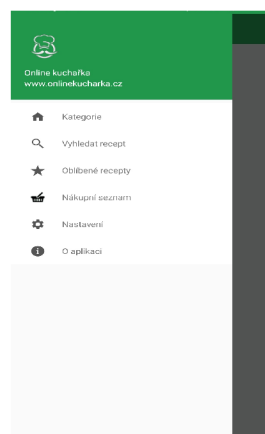 Online kuchařka
www.onlinekucharka.cz
Kategorie
Vyhledat recept
Oblíbené recepty
Nákupní seznam
Nastavení
O aplikaci